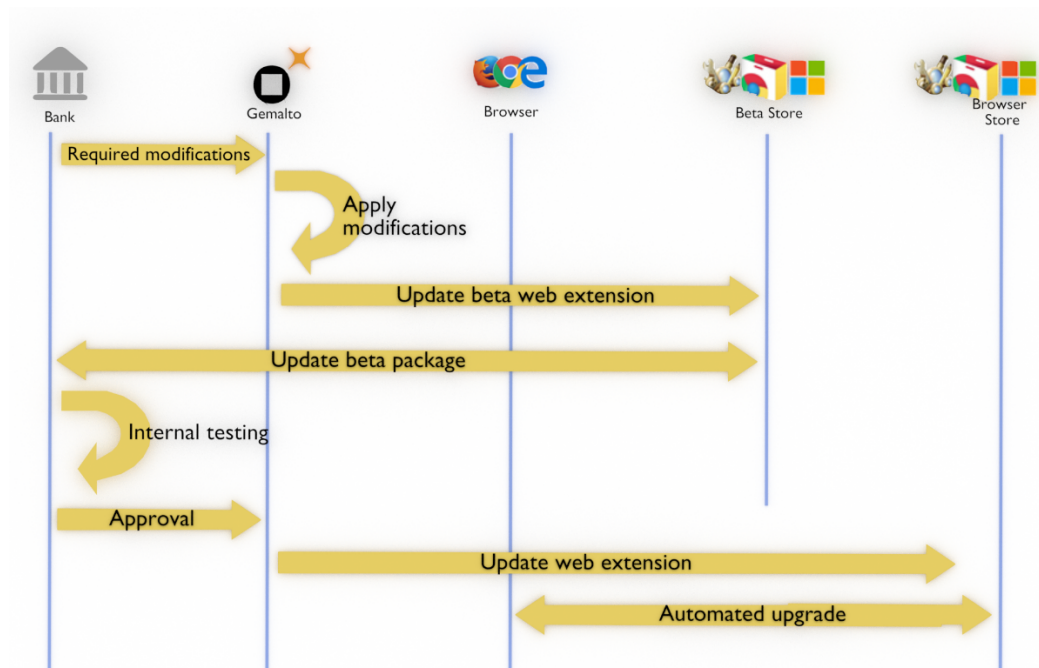 Bank
Gemalto
Browser
Beta Store
Browser
Store
Required modifications
Apply
modifications
Update beta web extension
Update beta package
Internal testing
Approval
Update web extension
Automated upgrade